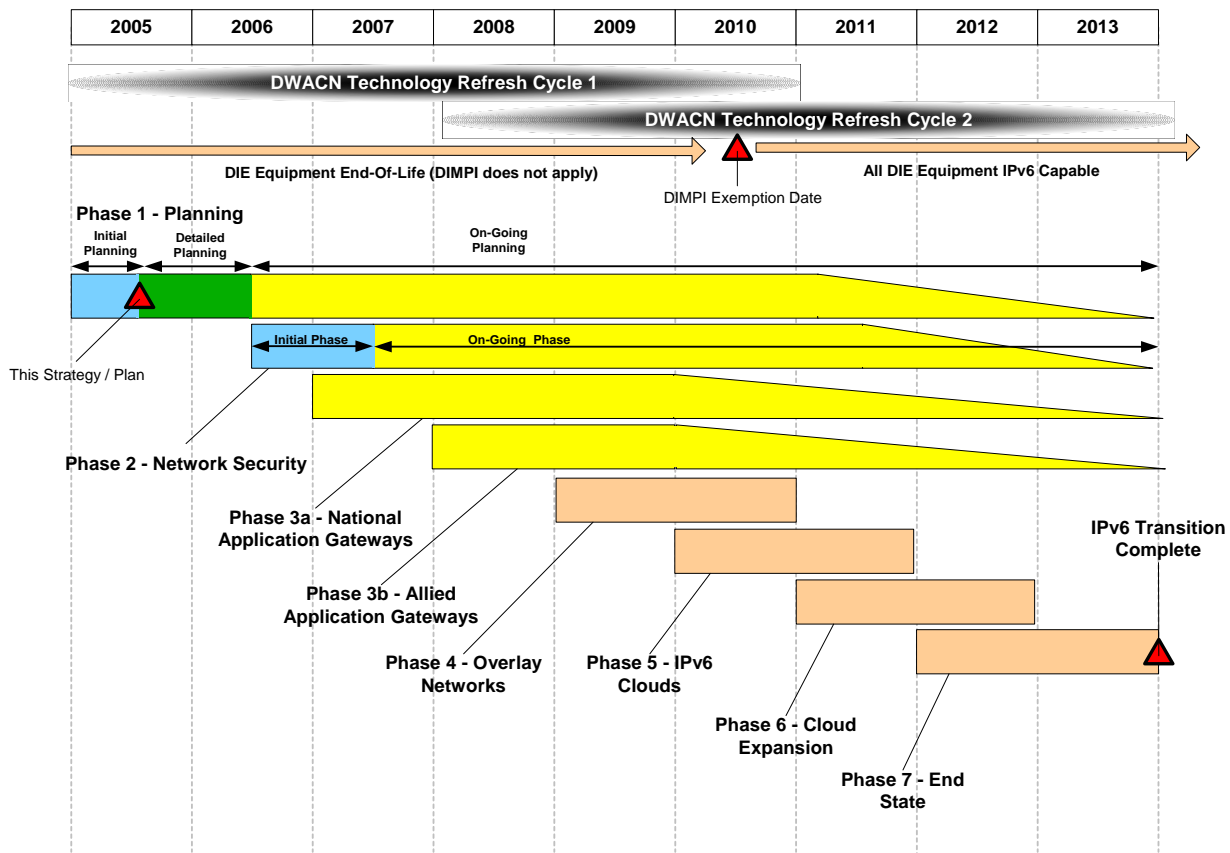 2005 2006 2007 2008 2009 2010 2011 2012 2013
DWACN Technology Refresh Cycle 1
DWACN Technology Refresh Cycle 2
DIE Equipment End-Of-Life (DIMPI does not apply)
All DIE Equipment IPv6 Capable
DIMPI Exemption Date
Phase 1 - Planning
Initial
Planning
Detailed
Planning
On-Going
Planning
Initial Phase
On-Going Phase
This Strategy / Plan
Phase 2 - Network Security
Phase 3a - National
Application Gateways
Phase 3b - Allied
Application Gateways
Phase 4 - Overlay
Networks
Phase 5 - IPv6
Clouds
Phase 6 - Cloud
Expansion
Phase 7 - End
State
IPv6 Transition
Complete